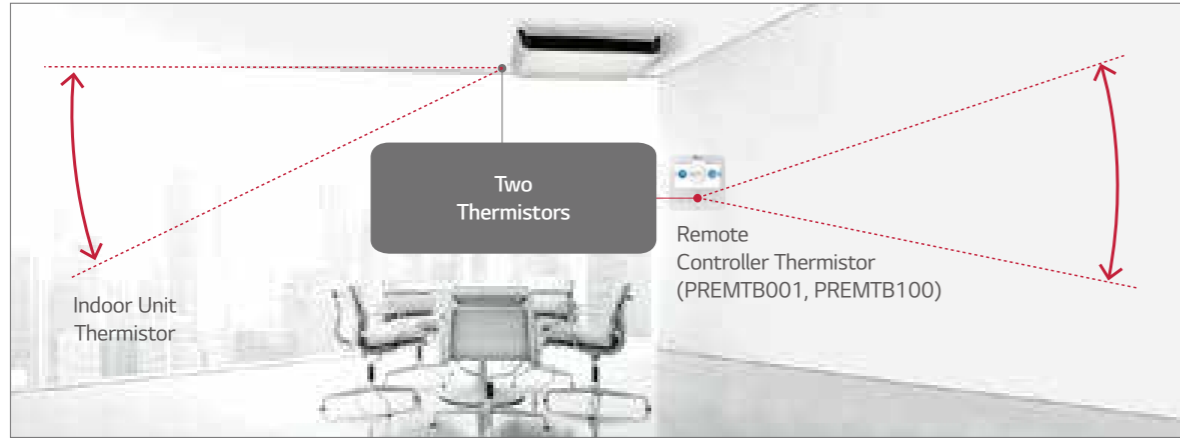 Two
Thermistors
Remote
Controller Thermistor
(PREMTB001, PREMTB100)
Indoor Unit
Thermistor